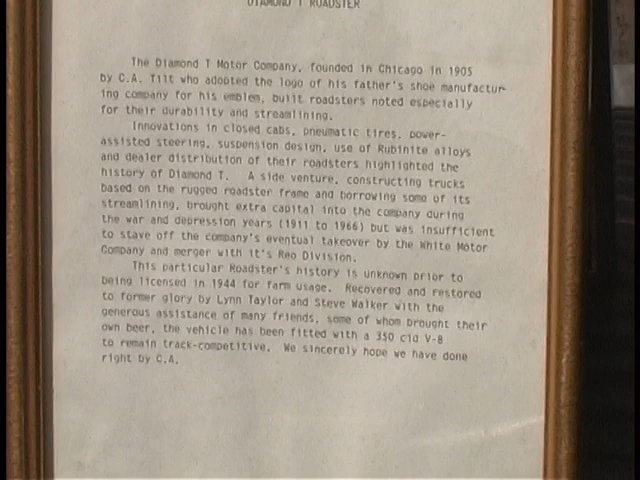 DIAMOND T ROADSTER
The Diamond T Motor Company, founded in Chicago in 1905
by C.A. Tilt who adopted the logo of his father's shoe manufactur-
ing company for his emblem, built roadsters noted especially
for their durability and streamlining.
Innovations in closed cabs, pneumatic tires, power-
assisted steering, suspension design, use of Rubinite alloys
and dealer distribution of their roadsters highlighted the
history of Diamond T. A side venture, constructing trucks
based on the rugged roadster frame and borrowing some of its
streamlining, brought extra capital into the company during
the war and depression years (1911 to 1966) but was insufficient
to stave off the company's eventual takeover by the White Motor
Company and merger with it's Reo Division.
This particular Roadster's history is unknown prior to
being licensed in 1944 for farm usage. Recovered and restored
to former glory by Lynn Taylor and Steve Walker with the
generous assistance of many friends, some of whom brought their
own beer, the vehicle has been fitted with a 350 cid V-8
to remain track-competitive. We sincerely hope we have done
right by C.A.